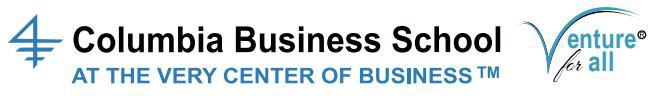 Columbia Business School
AT THE VERY CENTER OF BUSINESS™
Venture®
for all